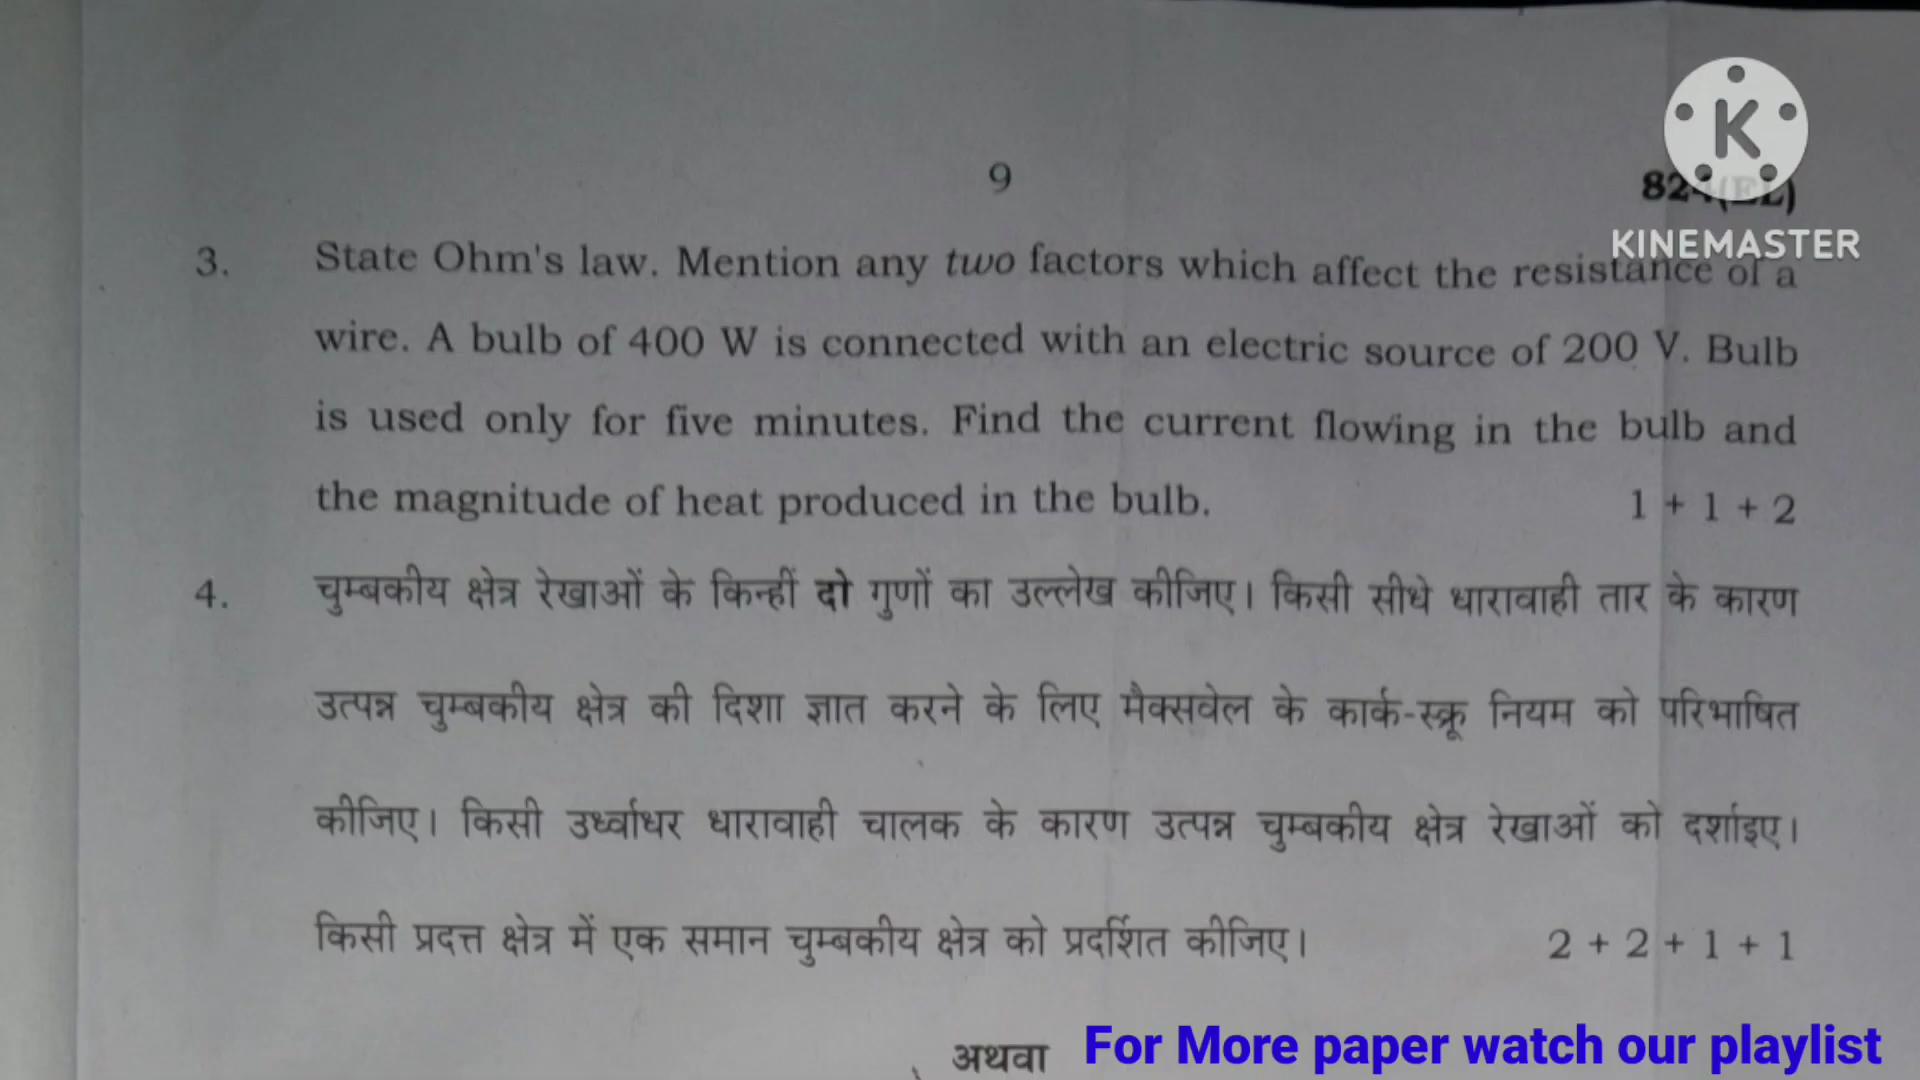 9
KINEMASTER
3. State Ohm's law. Mention any two factors which affect the resistance of a
wire. A bulb of 400 W is connected with an electric source of 200 V. Bulb
is used only for five minutes. Find the current flowing in the bulb and
the magnitude of heat produced in the bulb. 1 + 1 + 2
4. चुम्बकीय क्षेत्र रेखाओं के किन्हीं दो गुणों का उल्लेख कीजिए। किसी सीधे धारावाही तार के कारण
उत्पन्न चुम्बकीय क्षेत्र की दिशा ज्ञात करने के लिए मैक्सवेल के कार्क-स्क्रू नियम को परिभाषित
कीजिए। किसी उर्ध्वाधर धारावाही चालक के कारण उत्पन्न चुम्बकीय क्षेत्र रेखाओं को दर्शाइए।
किसी प्रदत्त क्षेत्र में एक समान चुम्बकीय क्षेत्र को प्रदर्शित कीजिए। 2 + 2 + 1 + 1
अथवा For More paper watch our playlist